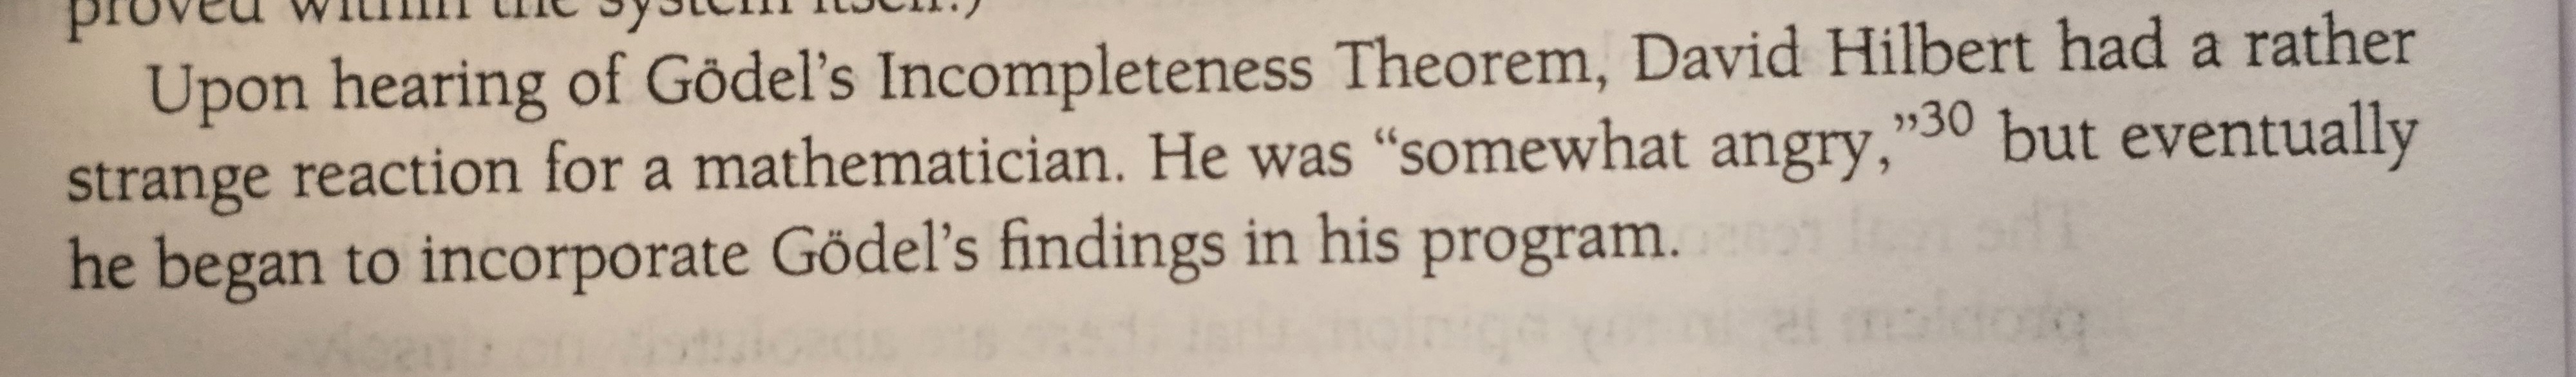 proved within the system itself.)
Upon hearing of Gödel's Incompleteness Theorem, David Hilbert had a rather
strange reaction for a mathematician. He was “somewhat angry,”30 but eventually
he began to incorporate Gödel's findings in his program.